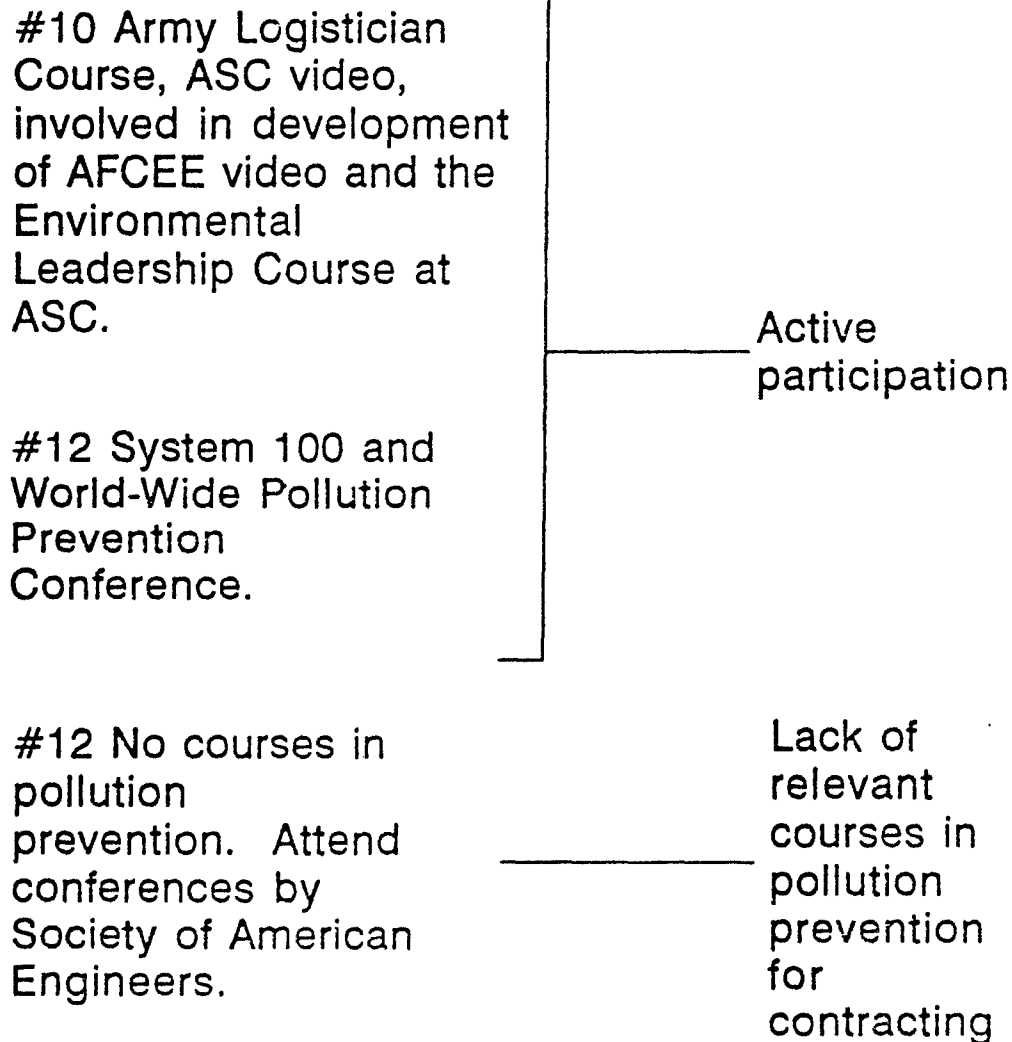 #10 Army Logistician
Course, ASC video,
involved in development
of AFCEE video and the
Environmental
Leadership Course at
ASC.
Active
participation
#12 System 100 and
World-Wide Pollution
Prevention
Conference.
#12 No courses in
pollution
prevention. Attend
conferences by
Society of American
Engineers.
Lack of
relevant
courses in
pollution
prevention
for
contracting